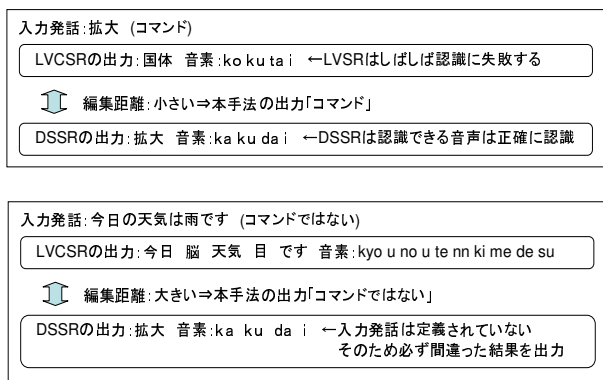 入力発話:拡大 (コマンド)
LVCSRの出力:国体 音素:ko ku ta i ←LVSRはしばしば認識に失敗する
編集距離:小さい⇒本手法の出力「コマンド」
DSSRの出力:拡大 音素:ka ku da i ←DSSRは認識できる音声は正確に認識
入力発話:今日の天気は雨です (コマンドではない)
LVCSRの出力:今日 脳 天気 目 です 音素:kyo u no u te nn ki me de su
編集距離:大きい⇒本手法の出力「コマンドではない」
DSSRの出力:拡大 音素:ka ku da i ←入力発話は定義されていない
そのため必ず間違った結果を出力